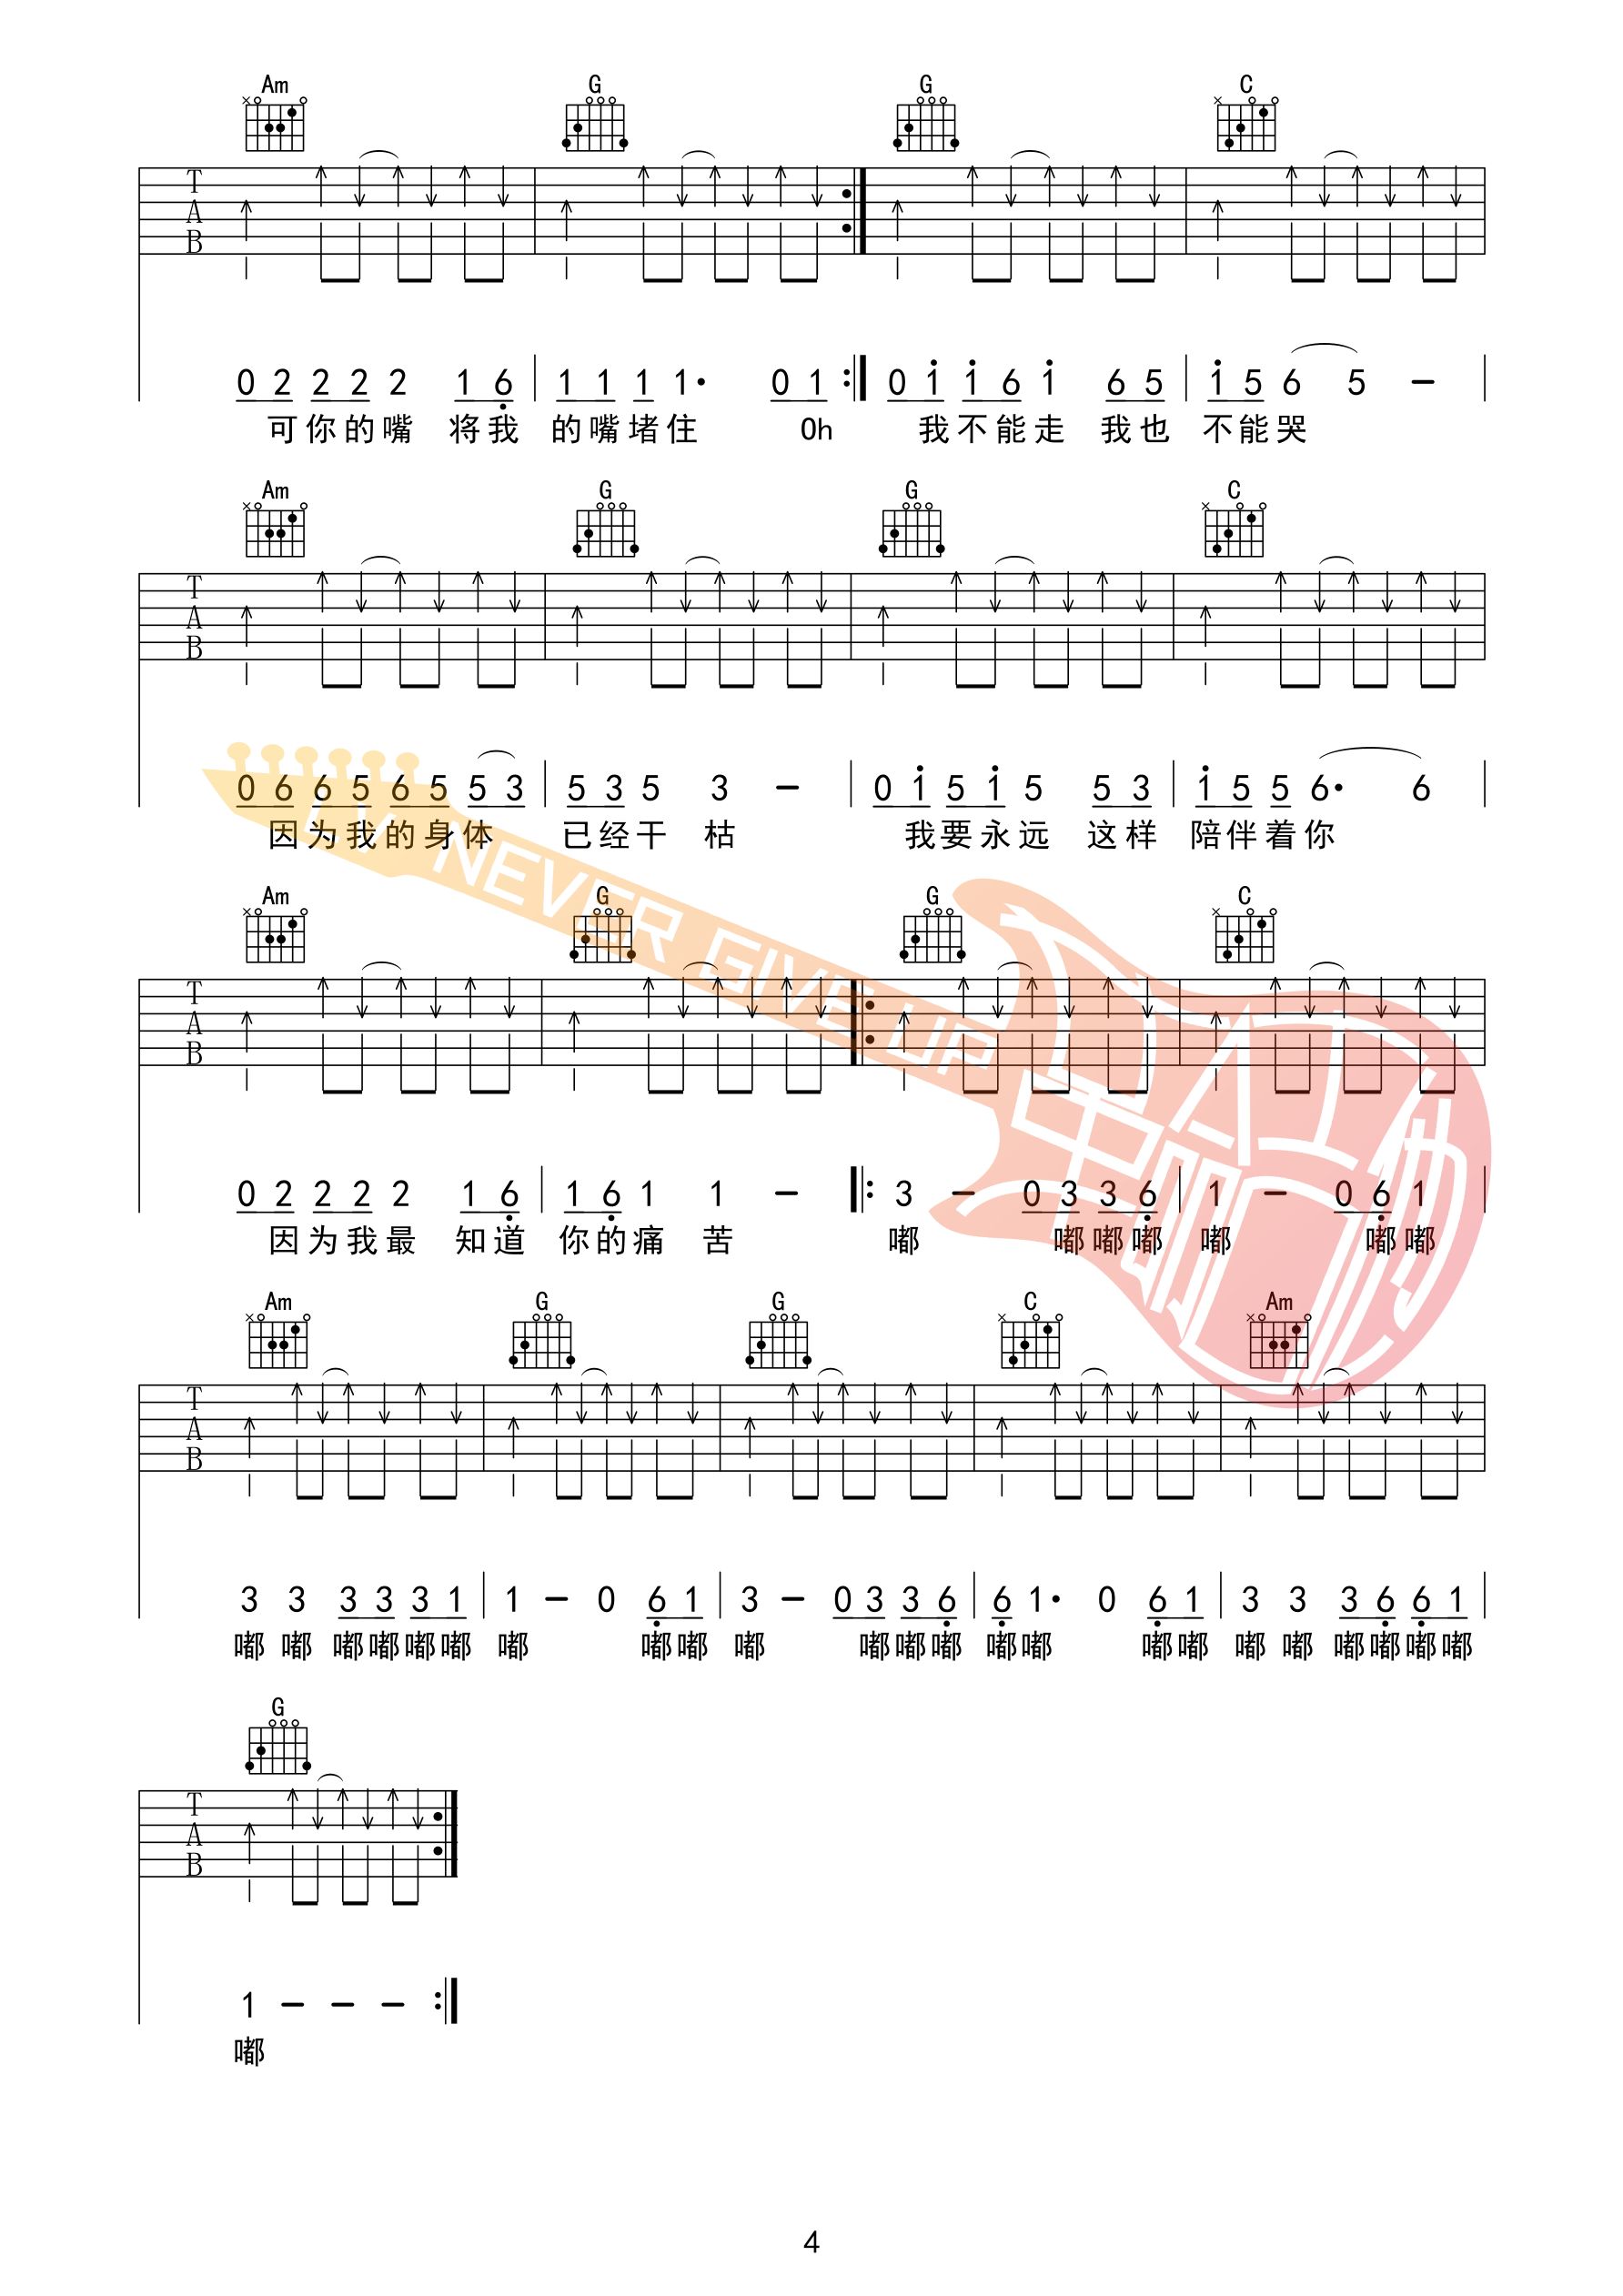 Am G G C
T
A
B
0 2 2 2 2 1 6 1 1 1 1· 0 1 0 1 1 6 1 6 5 1 5 6 5 -
可你的嘴 将我 的嘴堵住 Oh 我不能走 我也 不能哭
Am G G C
T
A
B
0 6 6 5 6 5 5 3 5 3 5 3 - 0 1 5 1 5 5 3 1 5 5 6· 6
因为我的身体 已经干 枯 我要永远 这样 陪伴着你
LV NEVER GIVE UP
Am G G C
T
A
B
0 2 2 2 2 1 6 1 6 1 1 - 3 - 0 3 3 6 1 - 0 6 1
因为我最 知道 你的痛 苦 嘟 嘟嘟嘟 嘟 嘟嘟
Am G G C Am
T
A
B
3 3 3 3 3 1 1 - 0 6 1 3 - 0 3 3 6 6 1· 0 6 1 3 3 3 6 6 1
嘟 嘟 嘟嘟嘟嘟 嘟 嘟嘟 嘟 嘟嘟嘟 嘟嘟 嘟嘟 嘟 嘟 嘟嘟嘟嘟
G
T
A
B
1 - - -
嘟
4